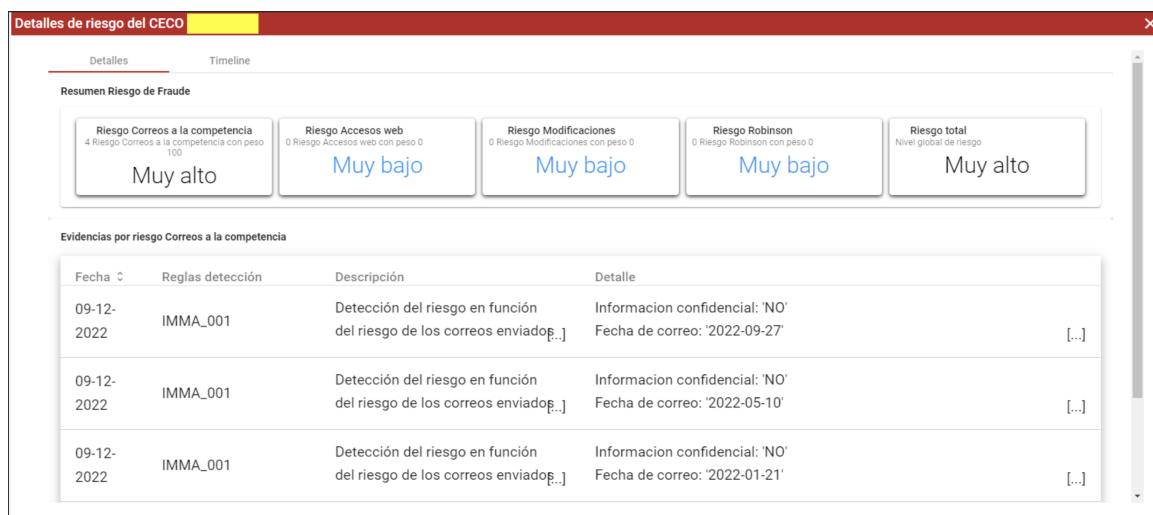 Detalles de riesgo del CECO
Detalles Timeline
Resumen Riesgo de Fraude
Riesgo Correos a la competencia
4 Riesgo Correos a la competencia con peso
100
Muy alto
Riesgo Accesos web
0 Riesgo Accesos web con peso 0
Muy bajo
Riesgo Modificaciones
0 Riesgo Modificaciones con peso 0
Muy bajo
Riesgo Robinson
0 Riesgo Robinson con peso 0
Muy bajo
Riesgo total
Nivel global de riesgo
Muy alto
Evidencias por riesgo Correos a la competencia
Fecha Reglas detección Descripción Detalle
09-12-
2022
IMMA_001
Detección del riesgo en función
del riesgo de los correos enviados [...]
Informacion confidencial: 'NO'
Fecha de correo: '2022-09-27'
[...]
09-12-
2022
IMMA_001
Detección del riesgo en función
del riesgo de los correos enviados [...]
Informacion confidencial: 'NO'
Fecha de correo: '2022-05-10'
[...]
09-12-
2022
IMMA_001
Detección del riesgo en función
del riesgo de los correos enviados [...]
Informacion confidencial: 'NO'
Fecha de correo: '2022-01-21'
[...]